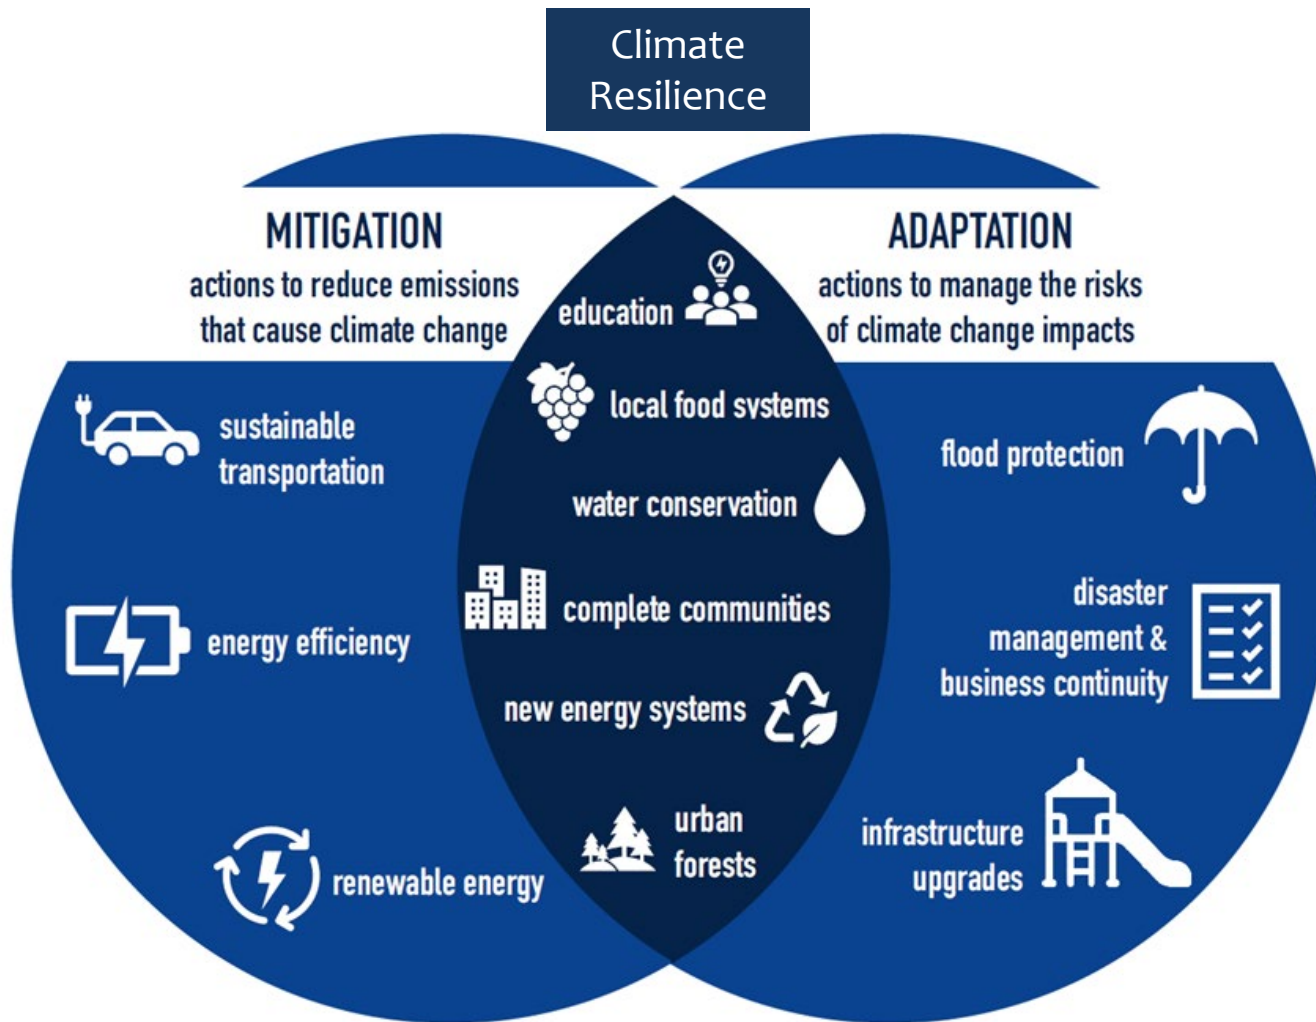 Climate
Resilience
MITIGATION
actions to reduce emissions
that cause climate change
ADAPTATION
actions to manage the risks
of climate change impacts
education
local food systems
water conservation
complete communities
new energy systems
urban
forests
sustainable
transportation
energy efficiency
renewable energy
flood protection
disaster
management &
business continuity
infrastructure
upgrades